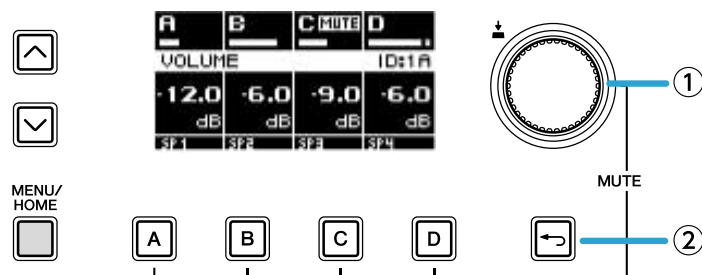 A B C MUTE D
VOLUME ID:1A
-12.0 -6.0 -9.0 -6.0
dB dB dB dB
SP1 SP2 SP3 SP4
①
MENU/
HOME
MUTE
A B C D
②